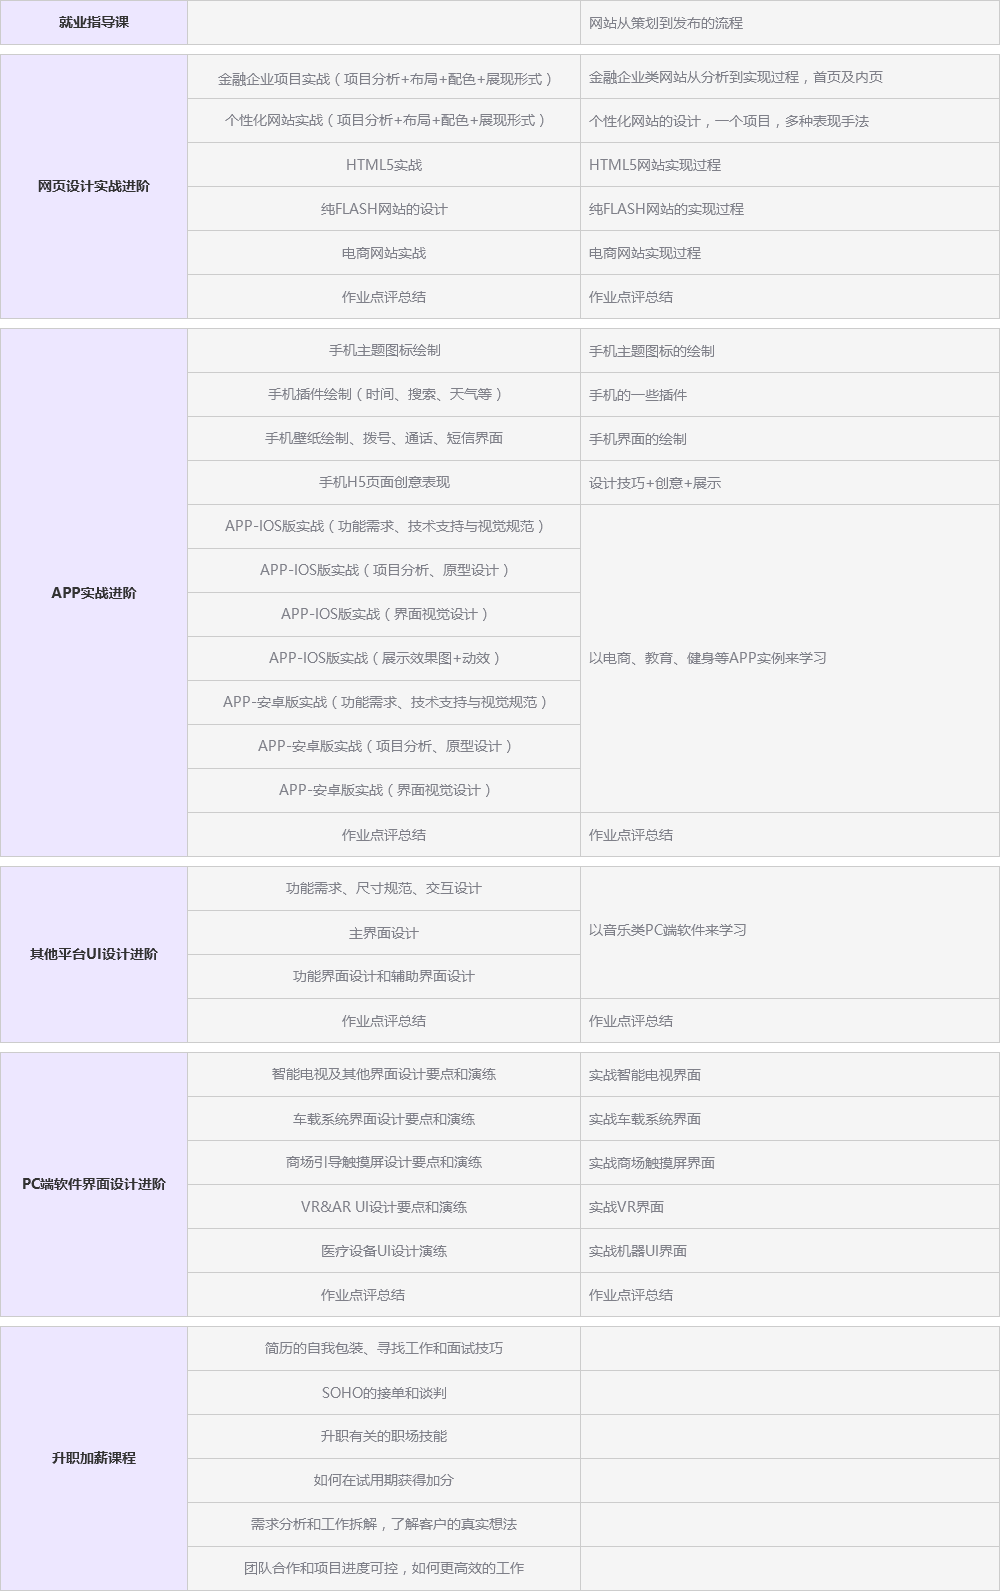 就业指导课
网站从策划到发布的流程
网页设计实战进阶
金融企业项目实战（项目分析+布局+配色+展现形式）
金融企业类网站从分析到实现过程，首页及内页
个性化网站实战（项目分析+布局+配色+展现形式）
个性化网站的设计，一个项目，多种表现手法
HTML5实战
HTML5网站实现过程
纯FLASH网站的设计
纯FLASH网站的实现过程
电商网站实战
电商网站实现过程
作业点评总结
作业点评总结
APP实战进阶
手机主题图标绘制
手机主题图标的绘制
手机插件绘制（时间、搜索、天气等）
手机的一些插件
手机壁纸绘制、拨号、通话、短信界面
手机界面的绘制
手机H5页面创意表现
设计技巧+创意+展示
APP-IOS版实战（功能需求、技术支持与视觉规范）
APP-IOS版实战（项目分析、原型设计）
APP-IOS版实战（界面视觉设计）
APP-IOS版实战（展示效果图+动效）
以电商、教育、健身等APP实例来学习
APP-安卓版实战（功能需求、技术支持与视觉规范）
APP-安卓版实战（项目分析、原型设计）
APP-安卓版实战（界面视觉设计）
作业点评总结
作业点评总结
其他平台UI设计进阶
功能需求、尺寸规范、交互设计
主界面设计
以音乐类PC端软件来学习
功能界面设计和辅助界面设计
作业点评总结
作业点评总结
PC端软件界面设计进阶
智能电视及其他界面设计要点和演练
实战智能电视界面
车载系统界面设计要点和演练
实战车载系统界面
商场引导触摸屏设计要点和演练
实战商场触摸屏界面
VR&AR UI设计要点和演练
实战VR界面
医疗设备UI设计演练
实战机器UI界面
作业点评总结
作业点评总结
升职加薪课程
简历的自我包装、寻找工作和面试技巧
SOHO的接单和谈判
升职有关的职场技能
如何在试用期获得加分
需求分析和工作拆解，了解客户的真实想法
团队合作和项目进度可控，如何更高效的工作